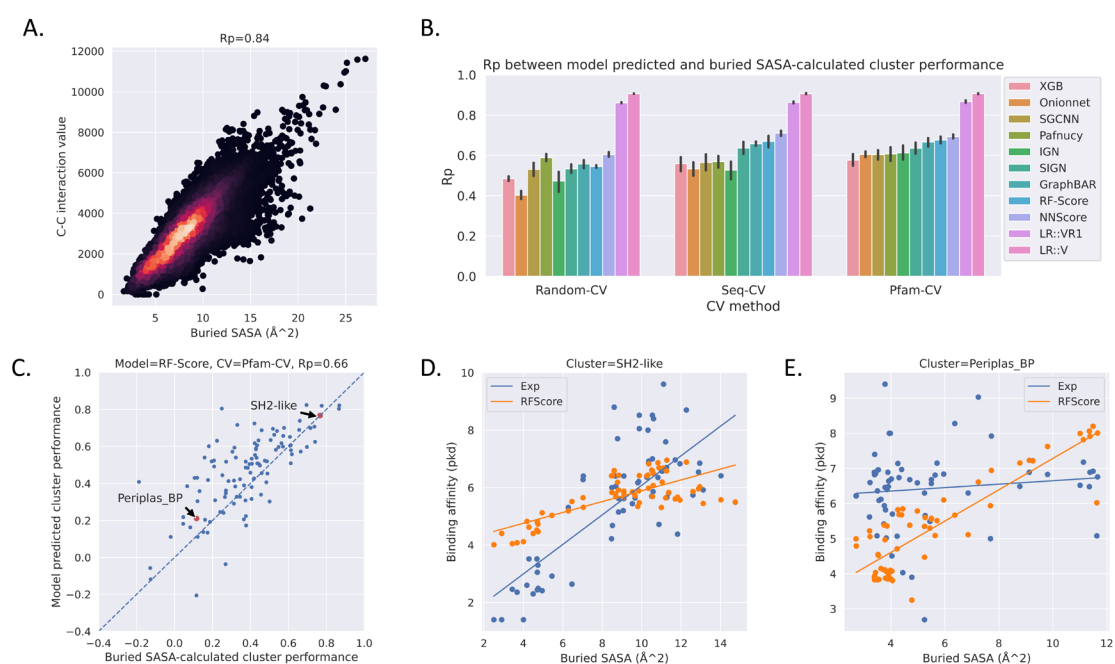 A.
Rp=0.84
12000
10000
8000
6000
4000
2000
0
C-C interaction value
5
10
15
20
25
Buried SASA (Å^2)
B.
Rp between model predicted and buried SASA-calculated cluster performance
1.0
0.8
0.6
0.4
0.2
0.0
Rp
Random-CV
Seq-CV
Pfam-CV
CV method
XGB
Onionnet
SGCNN
Pafnucy
IGN
SIGN
GraphBAR
RF-Score
NNScore
LR::VR1
LR::V
C.
Model=RF-Score, CV=Pfam-CV, Rp=0.66
1.0
0.8
0.6
0.4
0.2
0.0
−0.2
−0.4
Model predicted cluster performance
SH2-like
Periplas_BP
−0.4
−0.2
0.0
0.2
0.4
0.6
0.8
1.0
Buried SASA-calculated cluster performance
D.
Cluster=SH2-like
Exp
RFScore
10
8
6
4
2
Binding affinity (pkd)
2
4
6
8
10
12
14
Buried SASA (Å^2)
E.
Cluster=Periplas_BP
Exp
RFScore
9
8
7
6
5
4
3
Binding affinity (pkd)
4
6
8
10
12
Buried SASA (Å^2)